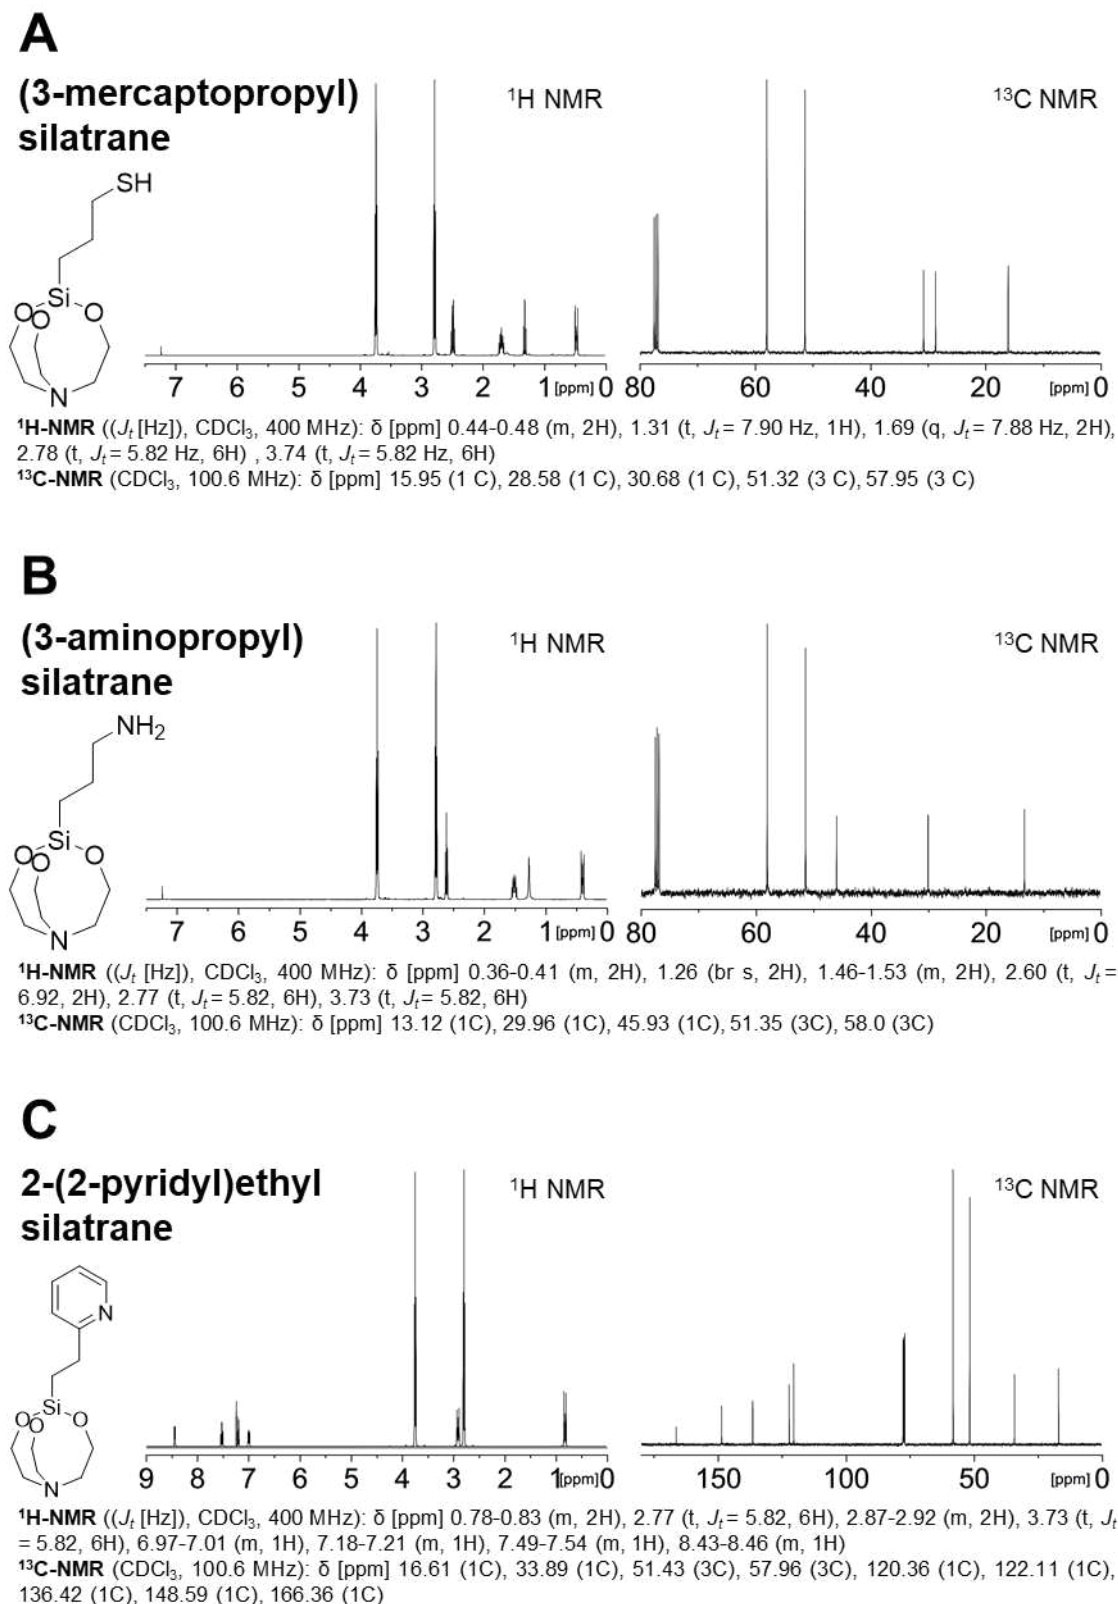 A
(3-mercaptopropyl)
silatrane
¹H NMR
¹³C NMR
SH
Si
O O O
N
7 6 5 4 3 2 1 [ppm] 0
80 60 40 20 [ppm] 0
¹H-NMR ((Jt [Hz]), CDCl₃, 400 MHz): δ [ppm] 0.44-0.48 (m, 2H), 1.31 (t, Jt = 7.90 Hz, 1H), 1.69 (q, Jt = 7.88 Hz, 2H),
2.78 (t, Jt = 5.82 Hz, 6H) , 3.74 (t, Jt = 5.82 Hz, 6H)
¹³C-NMR (CDCl₃, 100.6 MHz): δ [ppm] 15.95 (1 C), 28.58 (1 C), 30.68 (1 C), 51.32 (3 C), 57.95 (3 C)
B
(3-aminopropyl)
silatrane
¹H NMR
¹³C NMR
NH₂
Si
O O O
N
7 6 5 4 3 2 1 [ppm] 0
80 60 40 20 [ppm] 0
¹H-NMR ((Jt [Hz]), CDCl₃, 400 MHz): δ [ppm] 0.36-0.41 (m, 2H), 1.26 (br s, 2H), 1.46-1.53 (m, 2H), 2.60 (t, Jt =
6.92, 2H), 2.77 (t, Jt = 5.82, 6H), 3.73 (t, Jt = 5.82, 6H)
¹³C-NMR (CDCl₃, 100.6 MHz): δ [ppm] 13.12 (1C), 29.96 (1C), 45.93 (1C), 51.35 (3C), 58.0 (3C)
C
2-(2-pyridyl)ethyl
silatrane
¹H NMR
¹³C NMR
N
Si
O O O
N
9 8 7 6 5 4 3 2 1 [ppm] 0
150 100 50 [ppm] 0
¹H-NMR ((Jt [Hz]), CDCl₃, 400 MHz): δ [ppm] 0.78-0.83 (m, 2H), 2.77 (t, Jt = 5.82, 6H), 2.87-2.92 (m, 2H), 3.73 (t, Jt
= 5.82, 6H), 6.97-7.01 (m, 1H), 7.18-7.21 (m, 1H), 7.49-7.54 (m, 1H), 8.43-8.46 (m, 1H)
¹³C-NMR (CDCl₃, 100.6 MHz): δ [ppm] 16.61 (1C), 33.89 (1C), 51.43 (3C), 57.96 (3C), 120.36 (1C), 122.11 (1C),
136.42 (1C), 148.59 (1C), 166.36 (1C)